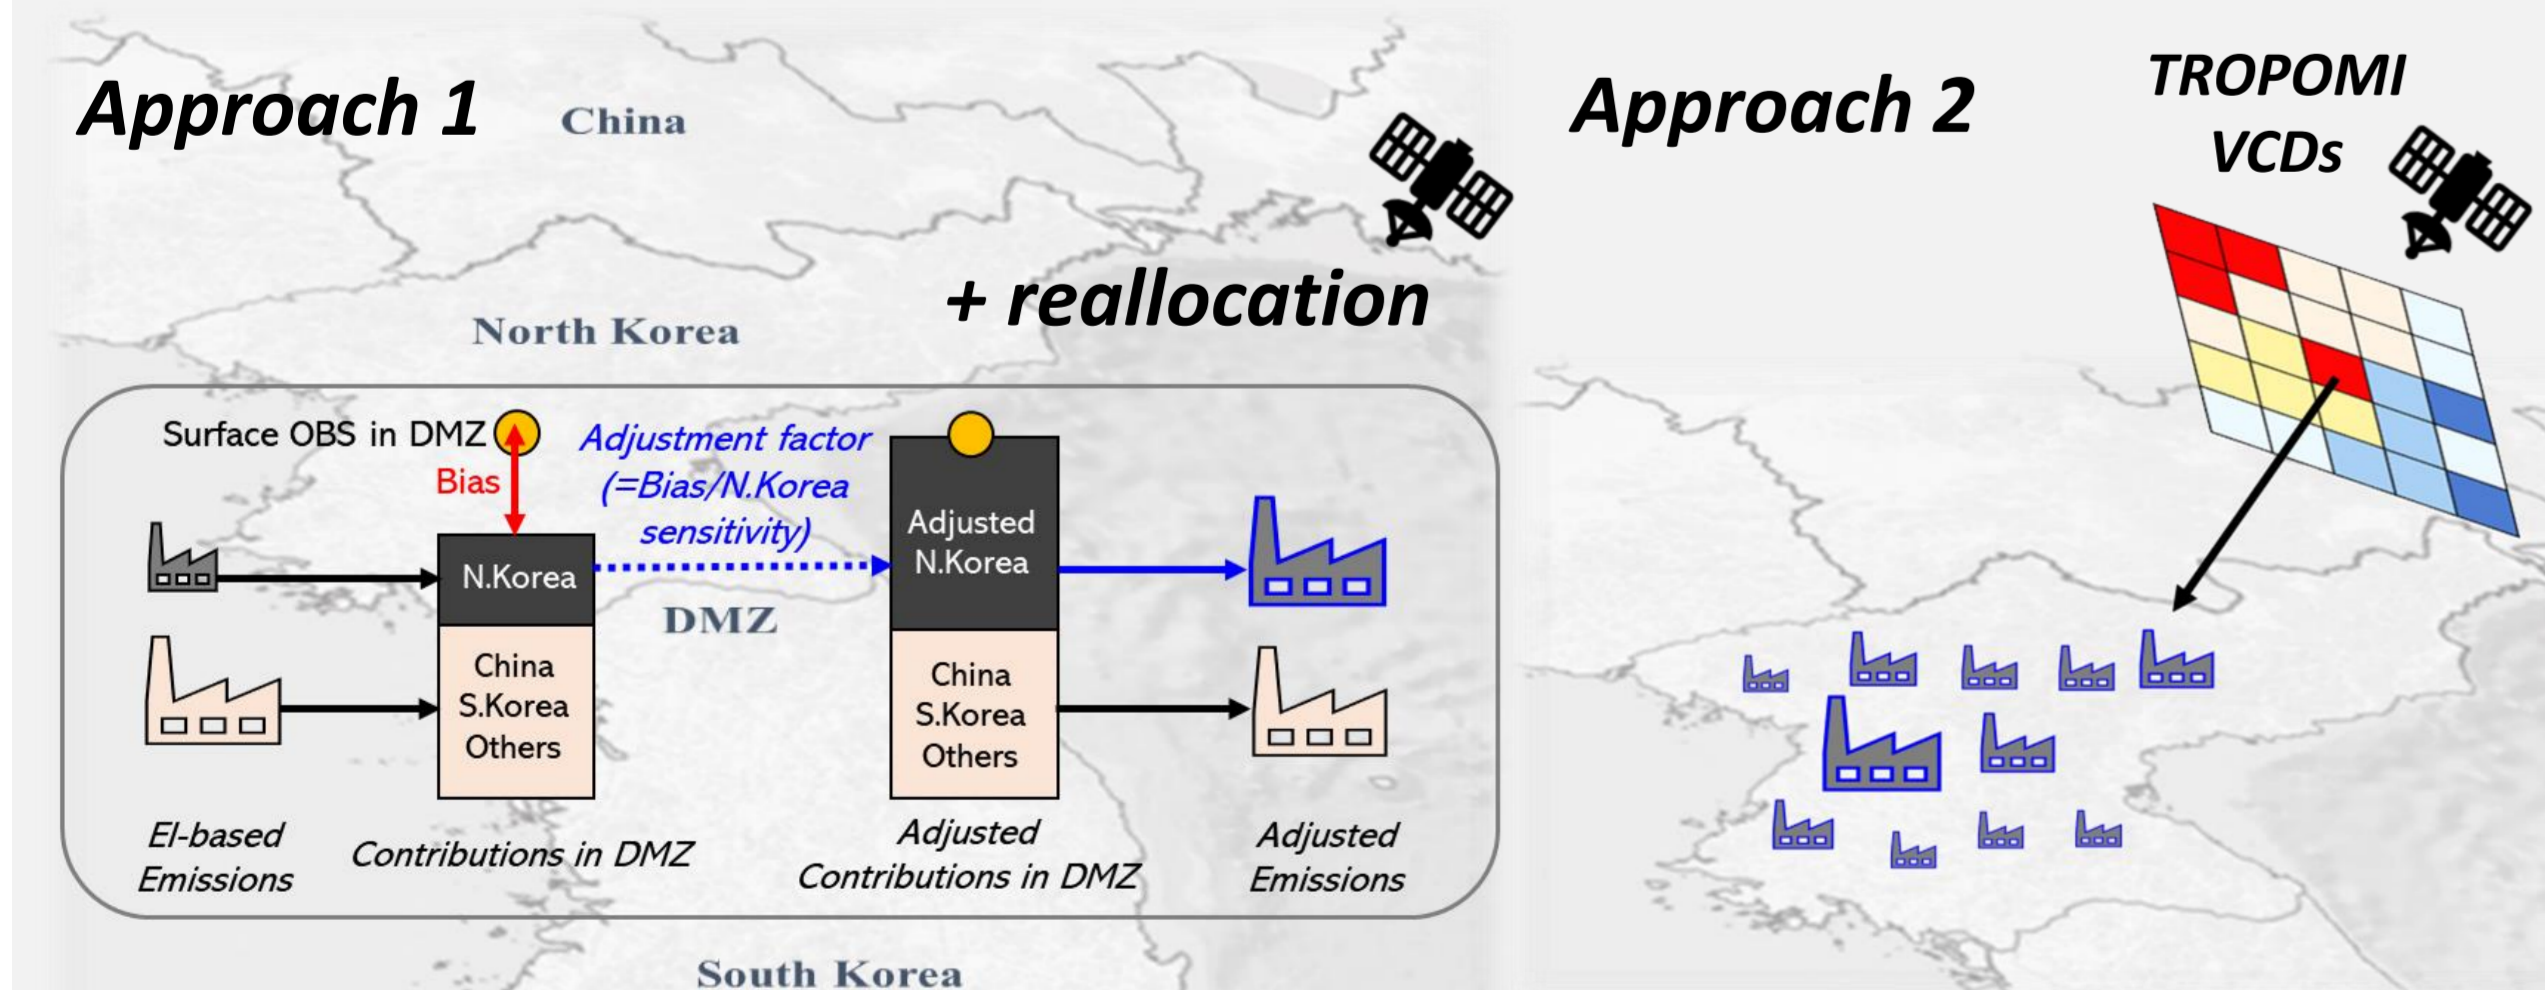 Approach 1
China
+ reallocation
North Korea
Surface OBS in DMZ
Bias
Adjustment factor
(=Bias/N.Korea
sensitivity)
N.Korea
China
S.Korea
Others
Adjusted
N.Korea
China
S.Korea
Others
DMZ
EI-based
Emissions
Contributions in DMZ
Adjusted
Contributions in DMZ
Adjusted
Emissions
South Korea
Approach 2
TROPOMI
VCDs